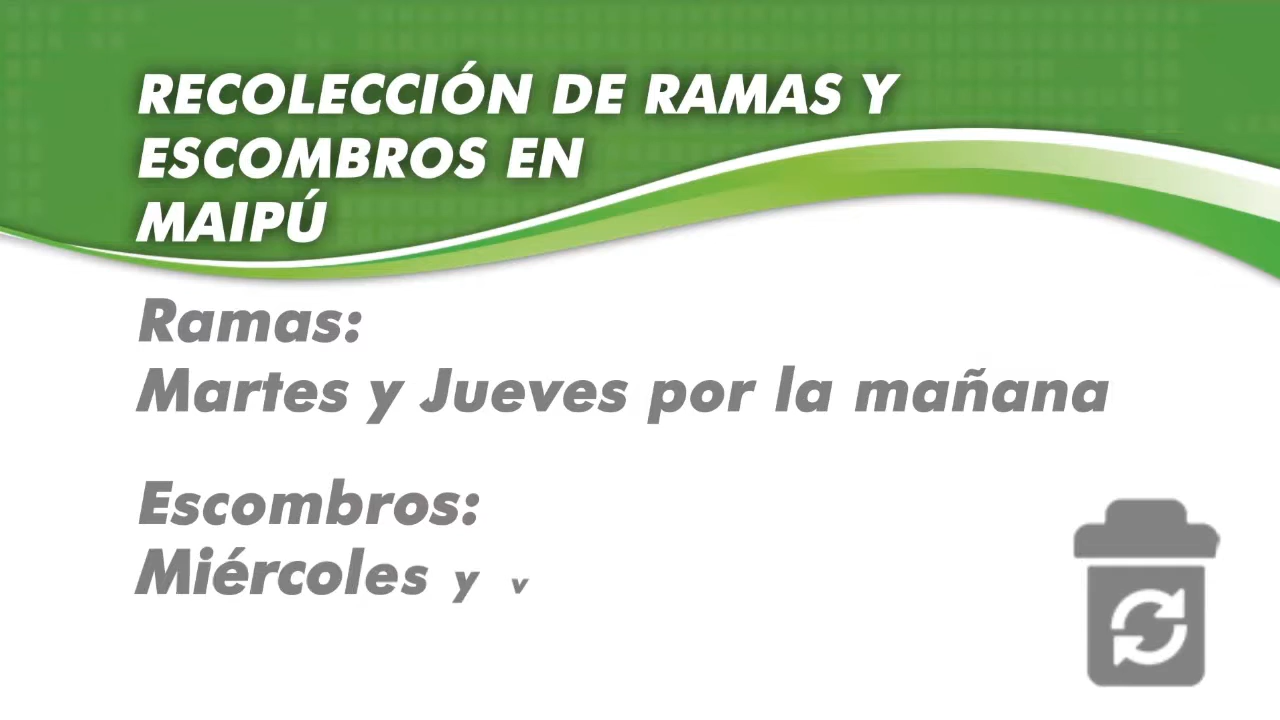 RECOLECCIÓN DE RAMAS Y
ESCOMBROS EN
MAIPÚ
Ramas:
Martes y Jueves por la mañana
Escombros:
Miércoles y v